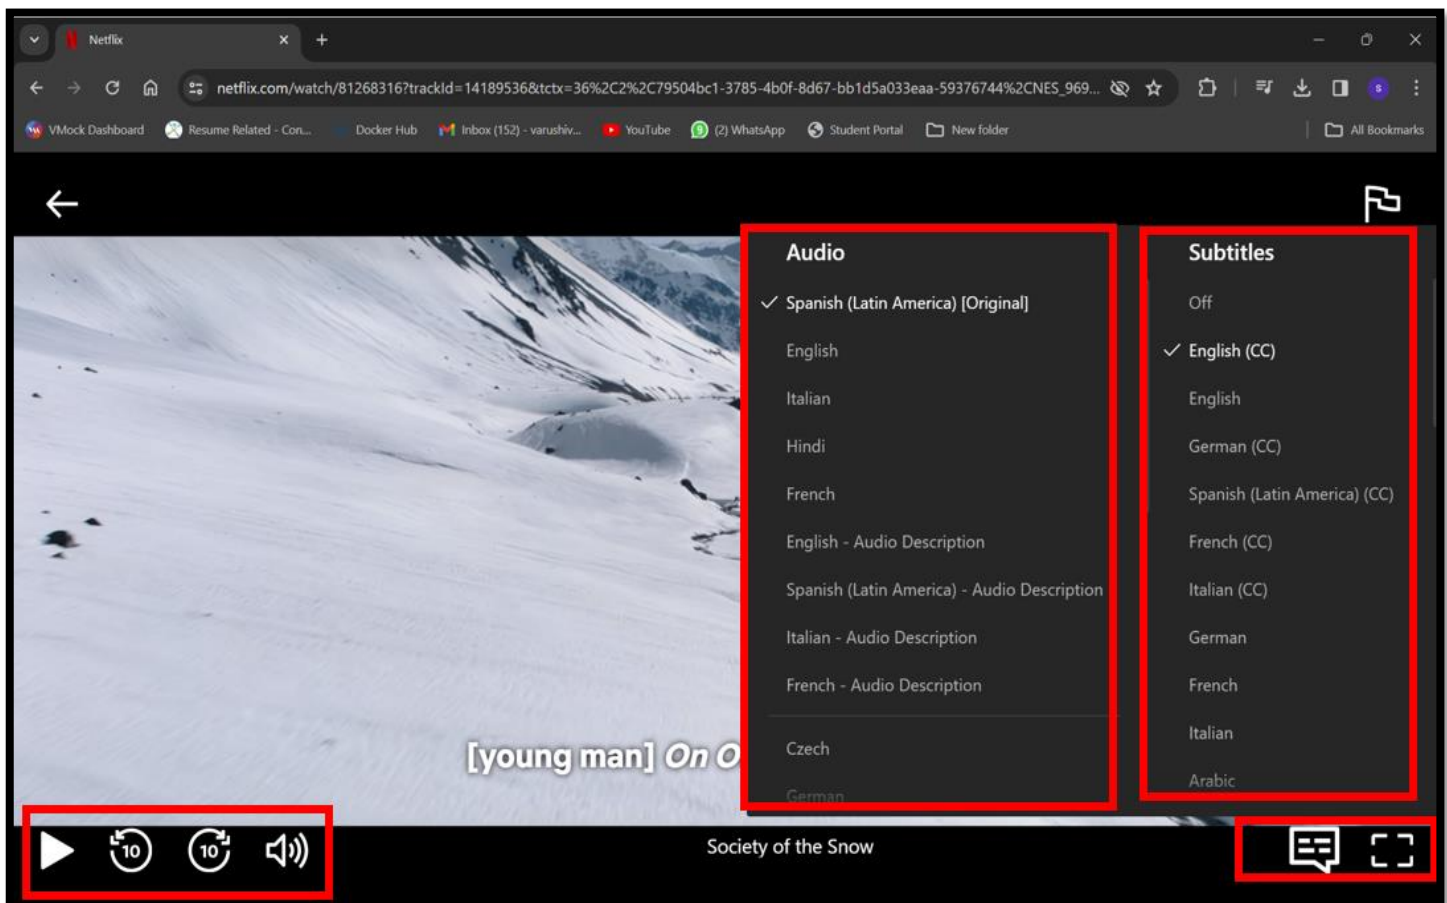 Netflix
netflix.com/watch/81268316?trackId=14189536&tctx=36%2C2%2C79504bc1-3785-4b0f-8d67-bb1d5a033eaa-59376744%2CNES_969...
s
VMock Dashboard
Resume Related - Con...
Docker Hub
Inbox (152) - varushiv...
YouTube
(2) WhatsApp
Student Portal
New folder
All Bookmarks
Audio
Spanish (Latin America) [Original]
English
Italian
Hindi
French
English - Audio Description
Spanish (Latin America) - Audio Description
Italian - Audio Description
French - Audio Description
Czech
German
Subtitles
Off
English (CC)
English
German (CC)
Spanish (Latin America) (CC)
French (CC)
Italian (CC)
German
French
Italian
Arabic
[young man] On O
10
10
Society of the Snow